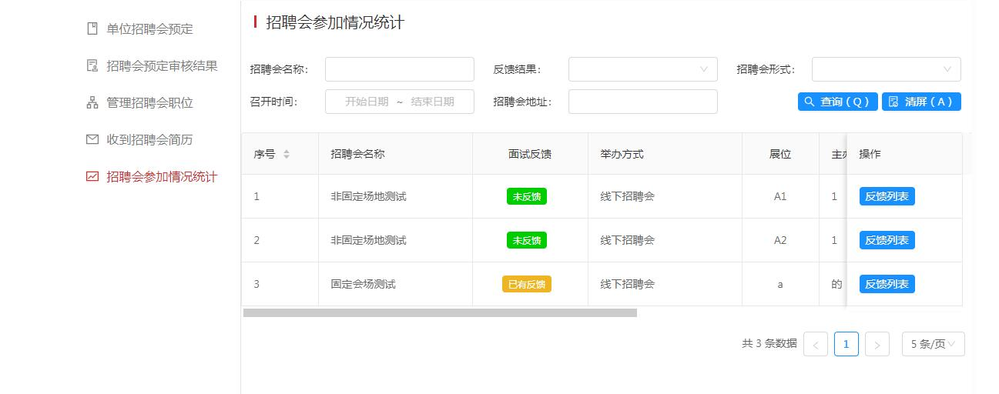 单位招聘会预定
招聘会预定审核结果
管理招聘会职位
收到招聘会简历
招聘会参加情况统计
招聘会参加情况统计
招聘会名称: 反馈结果: 招聘会形式:
召开时间: 开始日期 ~ 结束日期 招聘会地址: 查询 ( Q ) 清屏 ( A )
序号 招聘会名称 面试反馈 举办方式 展位 主办 操作
1 非固定场地测试 未反馈 线下招聘会 A1 1 反馈列表
2 非固定场地测试 未反馈 线下招聘会 A2 1 反馈列表
3 固定会场测试 已有反馈 线下招聘会 a 的 反馈列表
共 3 条数据 < 1 > 5 条/页